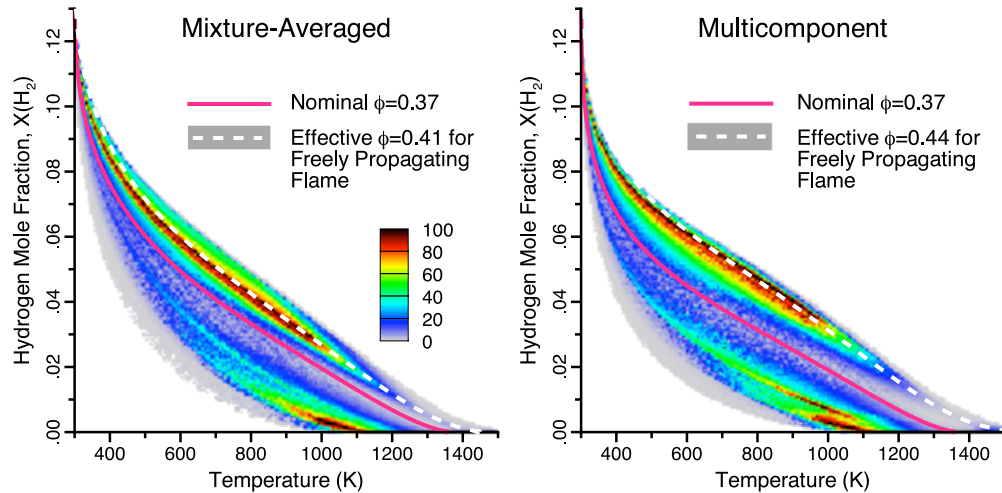 Mixture-Averaged
Hydrogen Mole Fraction, X(H₂)
.12
.10
.08
.06
.04
.02
.00
Nominal ϕ=0.37
Effective ϕ=0.41 for
Freely Propagating
Flame
100
80
60
40
20
0
400 600 800 1000 1200 1400
Temperature (K)
Multicomponent
Hydrogen Mole Fraction, X(H₂)
.12
.10
.08
.06
.04
.02
.00
Nominal ϕ=0.37
Effective ϕ=0.44 for
Freely Propagating
Flame
400 600 800 1000 1200 1400
Temperature (K)